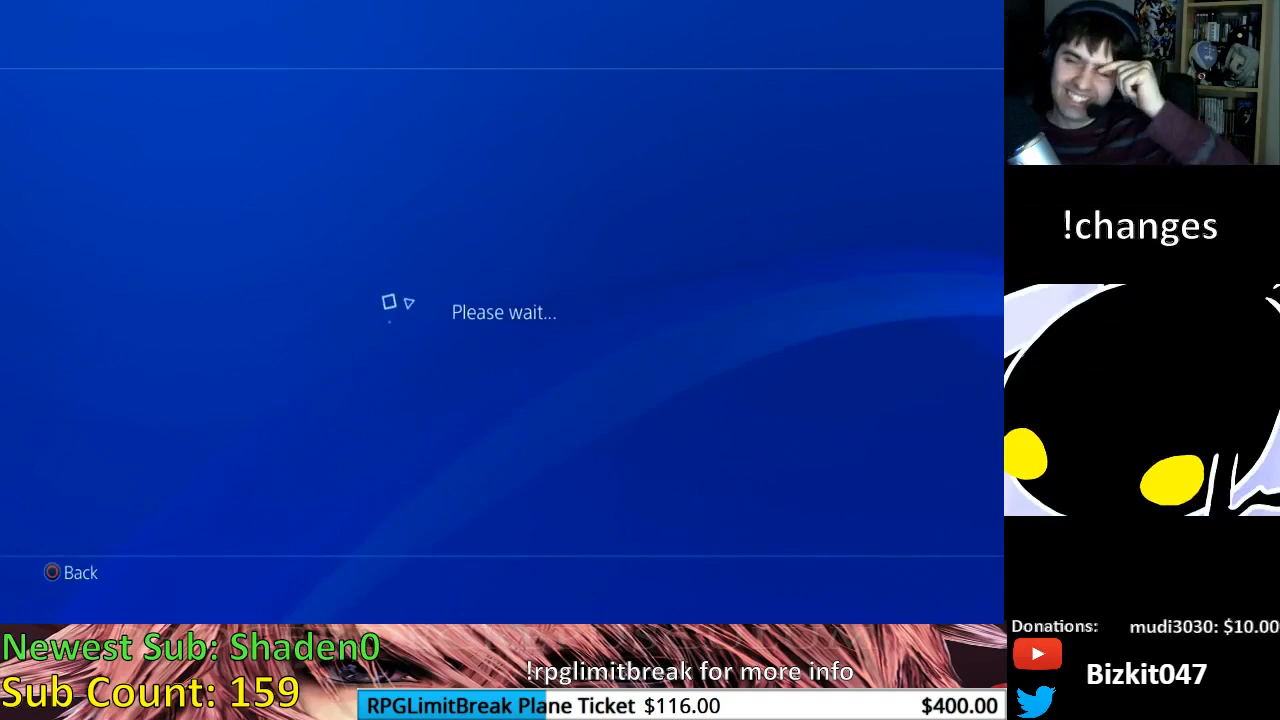 !changes
Please wait...
Back
Newest Sub: Shaden0
Sub Count: 159
!rpglimitbreak for more info
RPGLimitBreak Plane Ticket $116.00 $400.00
Donations: mudi3030: $10.00
Bizkit047